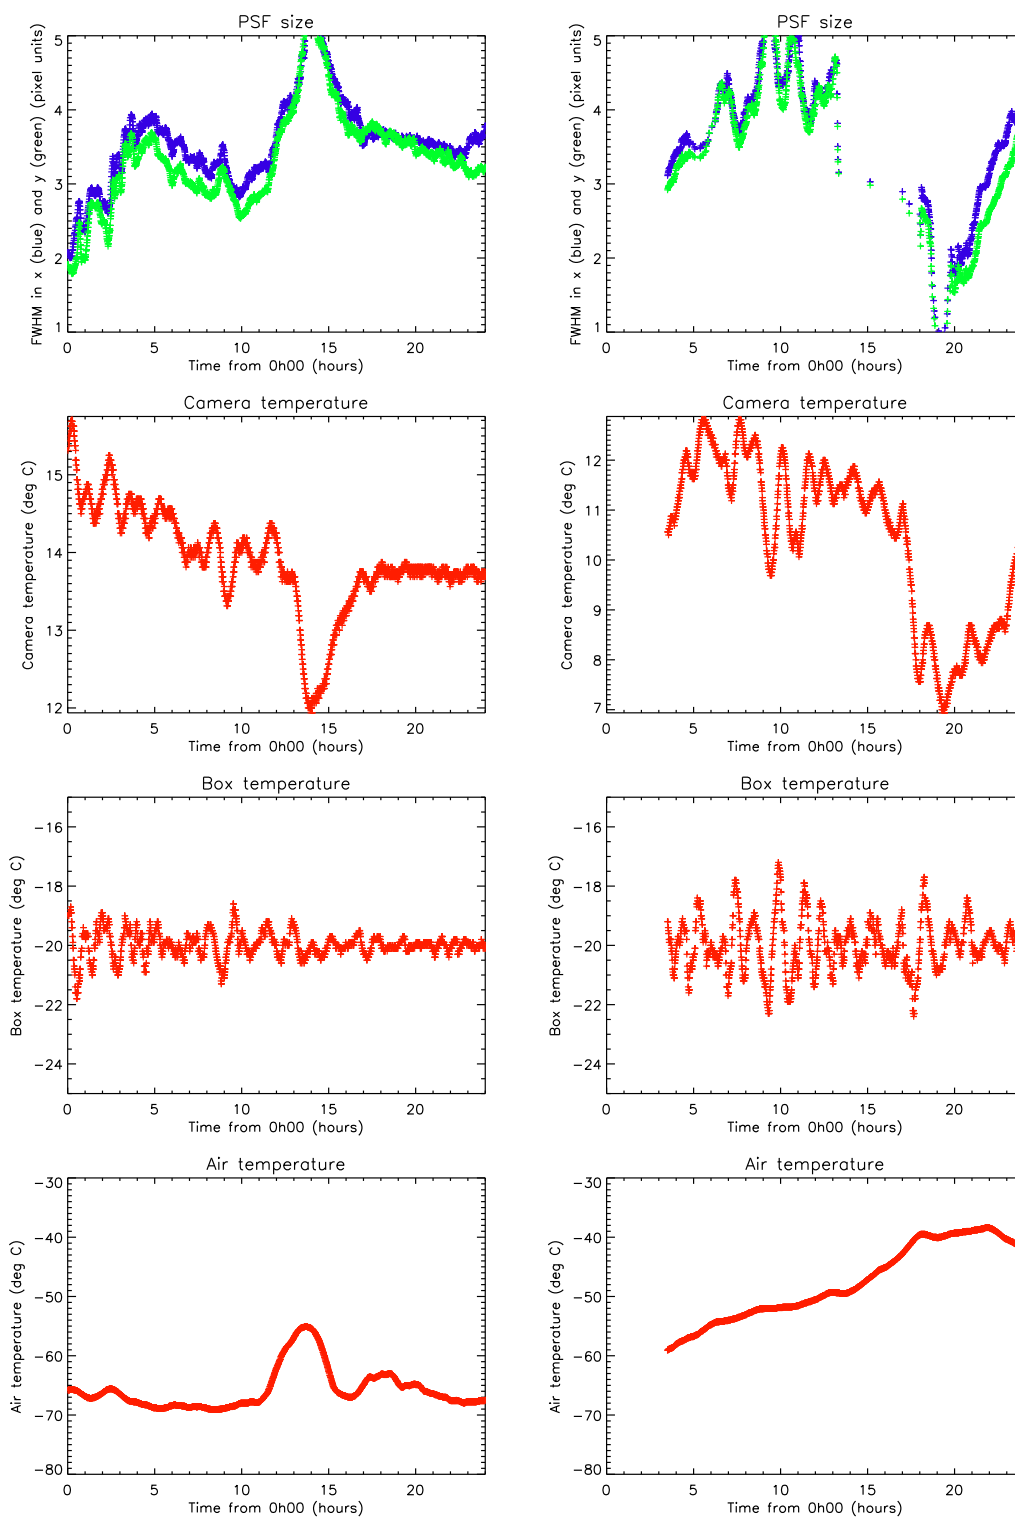 PSF size
PSF size
FWHM in x (blue) and y (green) (pixel units)
5
4
3
2
1
0 5 10 15 20
Time from 0h00 (hours)
FWHM in x (blue) and y (green) (pixel units)
5
4
3
2
1
0 5 10 15 20
Time from 0h00 (hours)
Camera temperature
Camera temperature
Camera temperature (deg C)
15
14
13
12
0 5 10 15 20
Time from 0h00 (hours)
Camera temperature (deg C)
12
11
10
9
8
7
0 5 10 15 20
Time from 0h00 (hours)
Box temperature
Box temperature
Box temperature (deg C)
-16
-18
-20
-22
-24
0 5 10 15 20
Time from 0h00 (hours)
Box temperature (deg C)
-16
-18
-20
-22
-24
0 5 10 15 20
Time from 0h00 (hours)
Air temperature
Air temperature
Air temperature (deg C)
-30
-40
-50
-60
-70
-80
0 5 10 15 20
Time from 0h00 (hours)
Air temperature (deg C)
-30
-40
-50
-60
-70
-80
0 5 10 15 20
Time from 0h00 (hours)